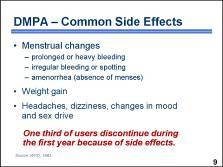 DMPA – Common Side Effects
• Menstrual changes
– prolonged or heavy bleeding
– irregular bleeding or spotting
– amenorrhea (absence of menses)
• Weight gain
• Headaches, dizziness, changes in mood
and sex drive
One third of users discontinue during
the first year because of side effects.
Source: WHO, 1983.
9